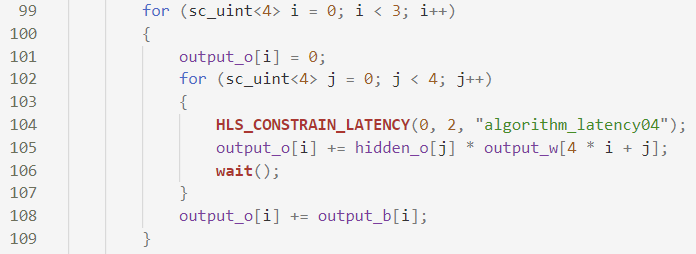 99 for (sc_uint<4> i = 0; i < 3; i++)
100 {
101 output_o[i] = 0;
102 for (sc_uint<4> j = 0; j < 4; j++)
103 {
104 HLS_CONSTRAIN_LATENCY(0, 2, "algorithm_latency04");
105 output_o[i] += hidden_o[j] * output_w[4 * i + j];
106 wait();
107 }
108 output_o[i] += output_b[i];
109 }